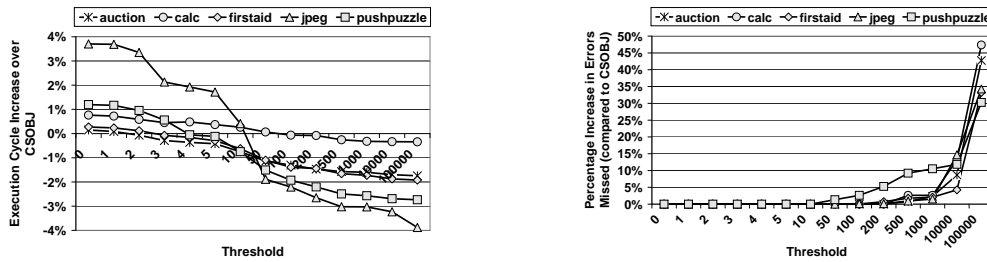 auction calc firstaid jpeg pushpuzzle
Execution Cycle Increase over
CSOBJ
4%
3%
2%
1%
0%
-1%
-2%
-3%
-4%
0 1 2 3 4 5 10 50 100 200 500 1000 10000 100000
Threshold
auction calc firstaid jpeg pushpuzzle
Percentage Increase in Errors
Missed (compared to CSOBJ)
50%
45%
40%
35%
30%
25%
20%
15%
10%
5%
0%
0 1 2 3 4 5 10 50 100 200 500 1000 10000 100000
Threshold